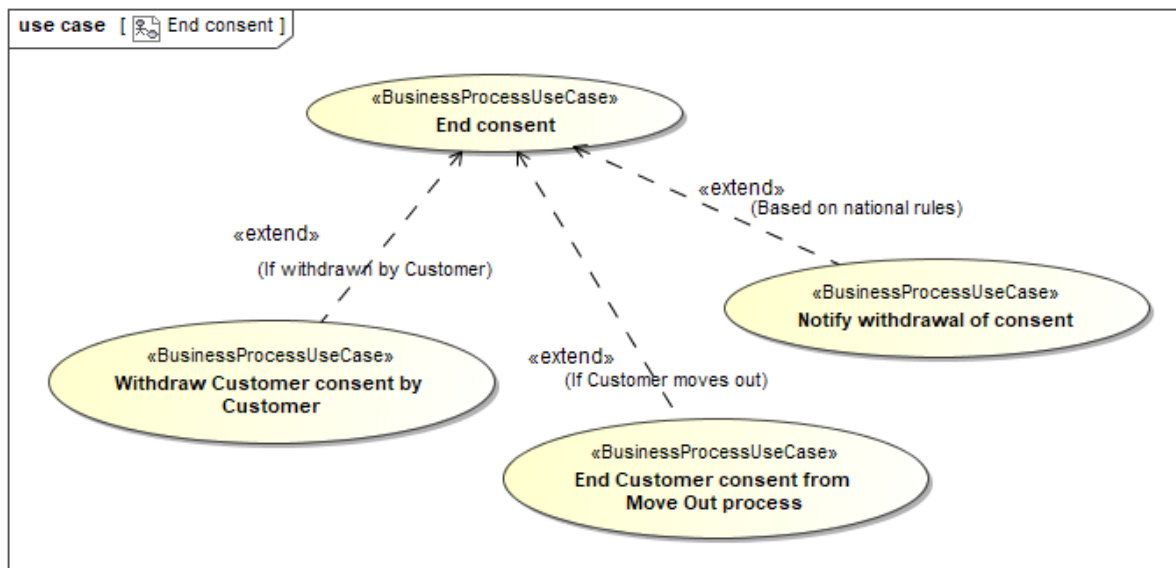 use case [ End consent ]
«BusinessProcessUseCase»
End consent
«extend»
(Based on national rules)
«extend»
(If withdrawn by Customer)
«BusinessProcessUseCase»
Notify withdrawal of consent
«BusinessProcessUseCase»
Withdraw Customer consent by
Customer
«extend»
(If Customer moves out)
«BusinessProcessUseCase»
End Customer consent from
Move Out process